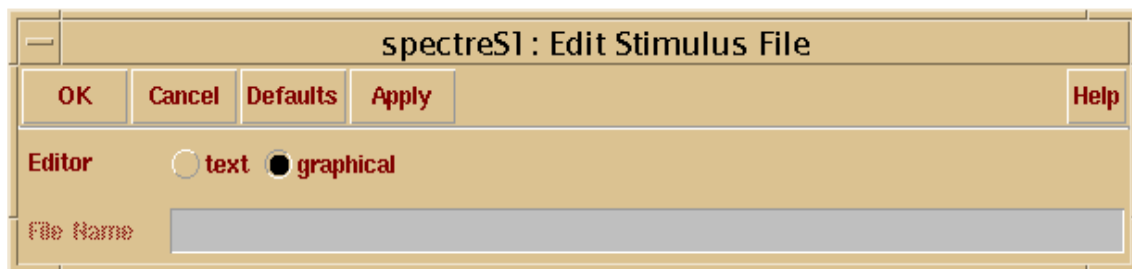 spectreS1: Edit Stimulus File
OK Cancel Defaults Apply Help
Editor text graphical
File Name